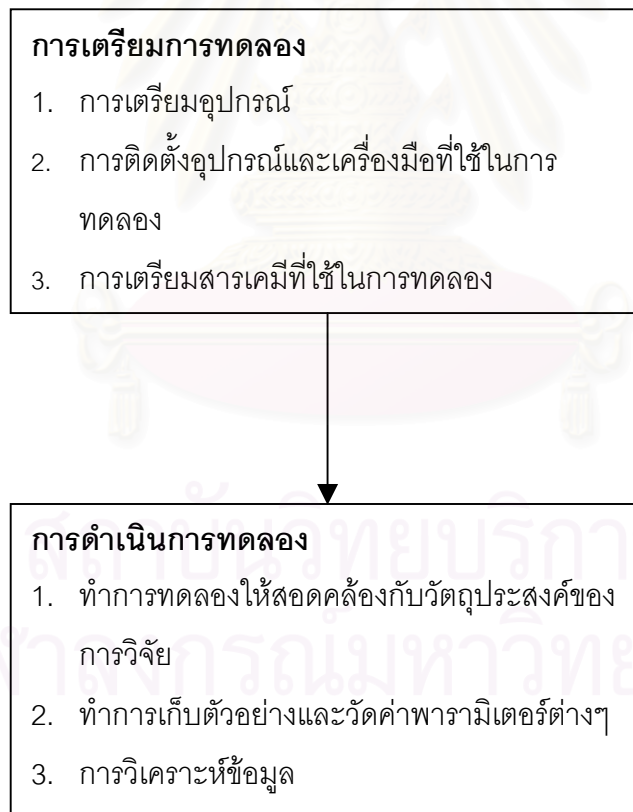 การเตรียมการทดลอง
1. การเตรียมอุปกรณ์
2. การติดตั้งอุปกรณ์และเครื่องมือที่ใช้ในการ
ทดลอง
3. การเตรียมสารเคมีที่ใช้ในการทดลอง
การดำเนินการทดลอง
1. ทำการทดลองให้สอดคล้องกับวัตถุประสงค์ของ
การวิจัย
2. ทำการเก็บตัวอย่างและวัดค่าพารามิเตอร์ต่างๆ
3. การวิเคราะห์ข้อมูล